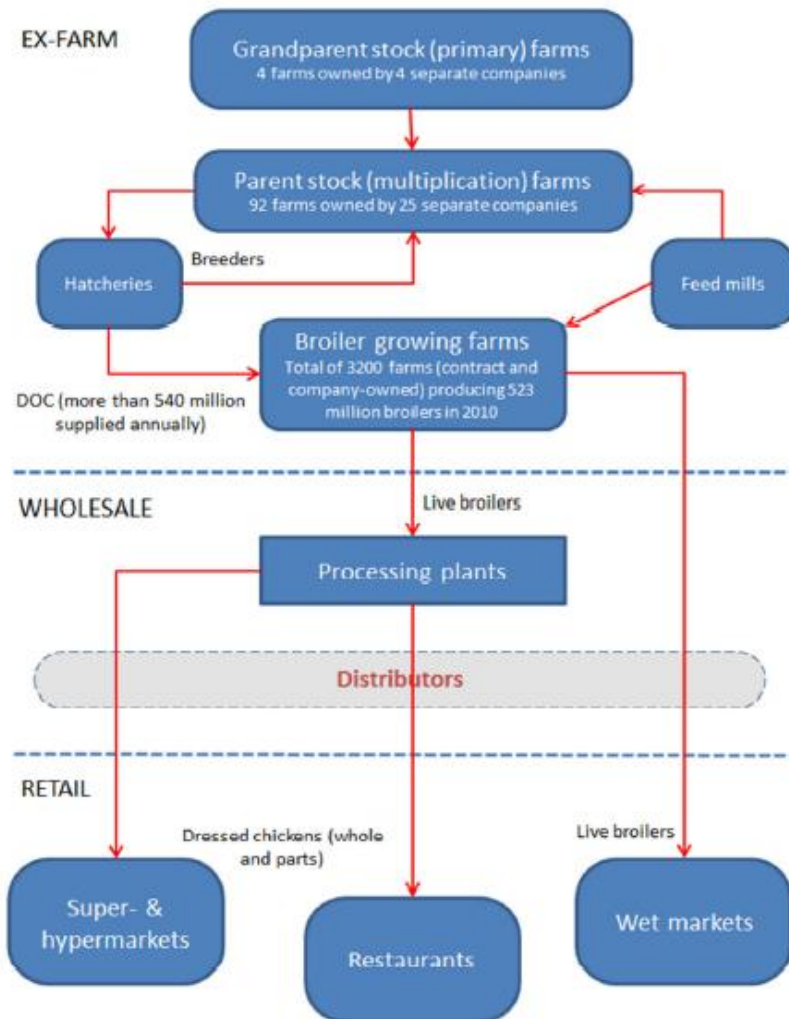 EX-FARM
Grandparent stock (primary) farms
4 farms owned by 4 separate companies
Parent stock (multiplication) farms
92 farms owned by 25 separate companies
Breeders
Hatcheries
Feed mills
Broiler growing farms
Total of 3200 farms (contract and
company-owned) producing 523
million broilers in 2010
DOC (more than 540 million
supplied annually)
WHOLESALE
Live broilers
Processing plants
Distributors
RETAIL
Dressed chickens (whole
and parts)
Live broilers
Super- &
hypermarkets
Restaurants
Wet markets